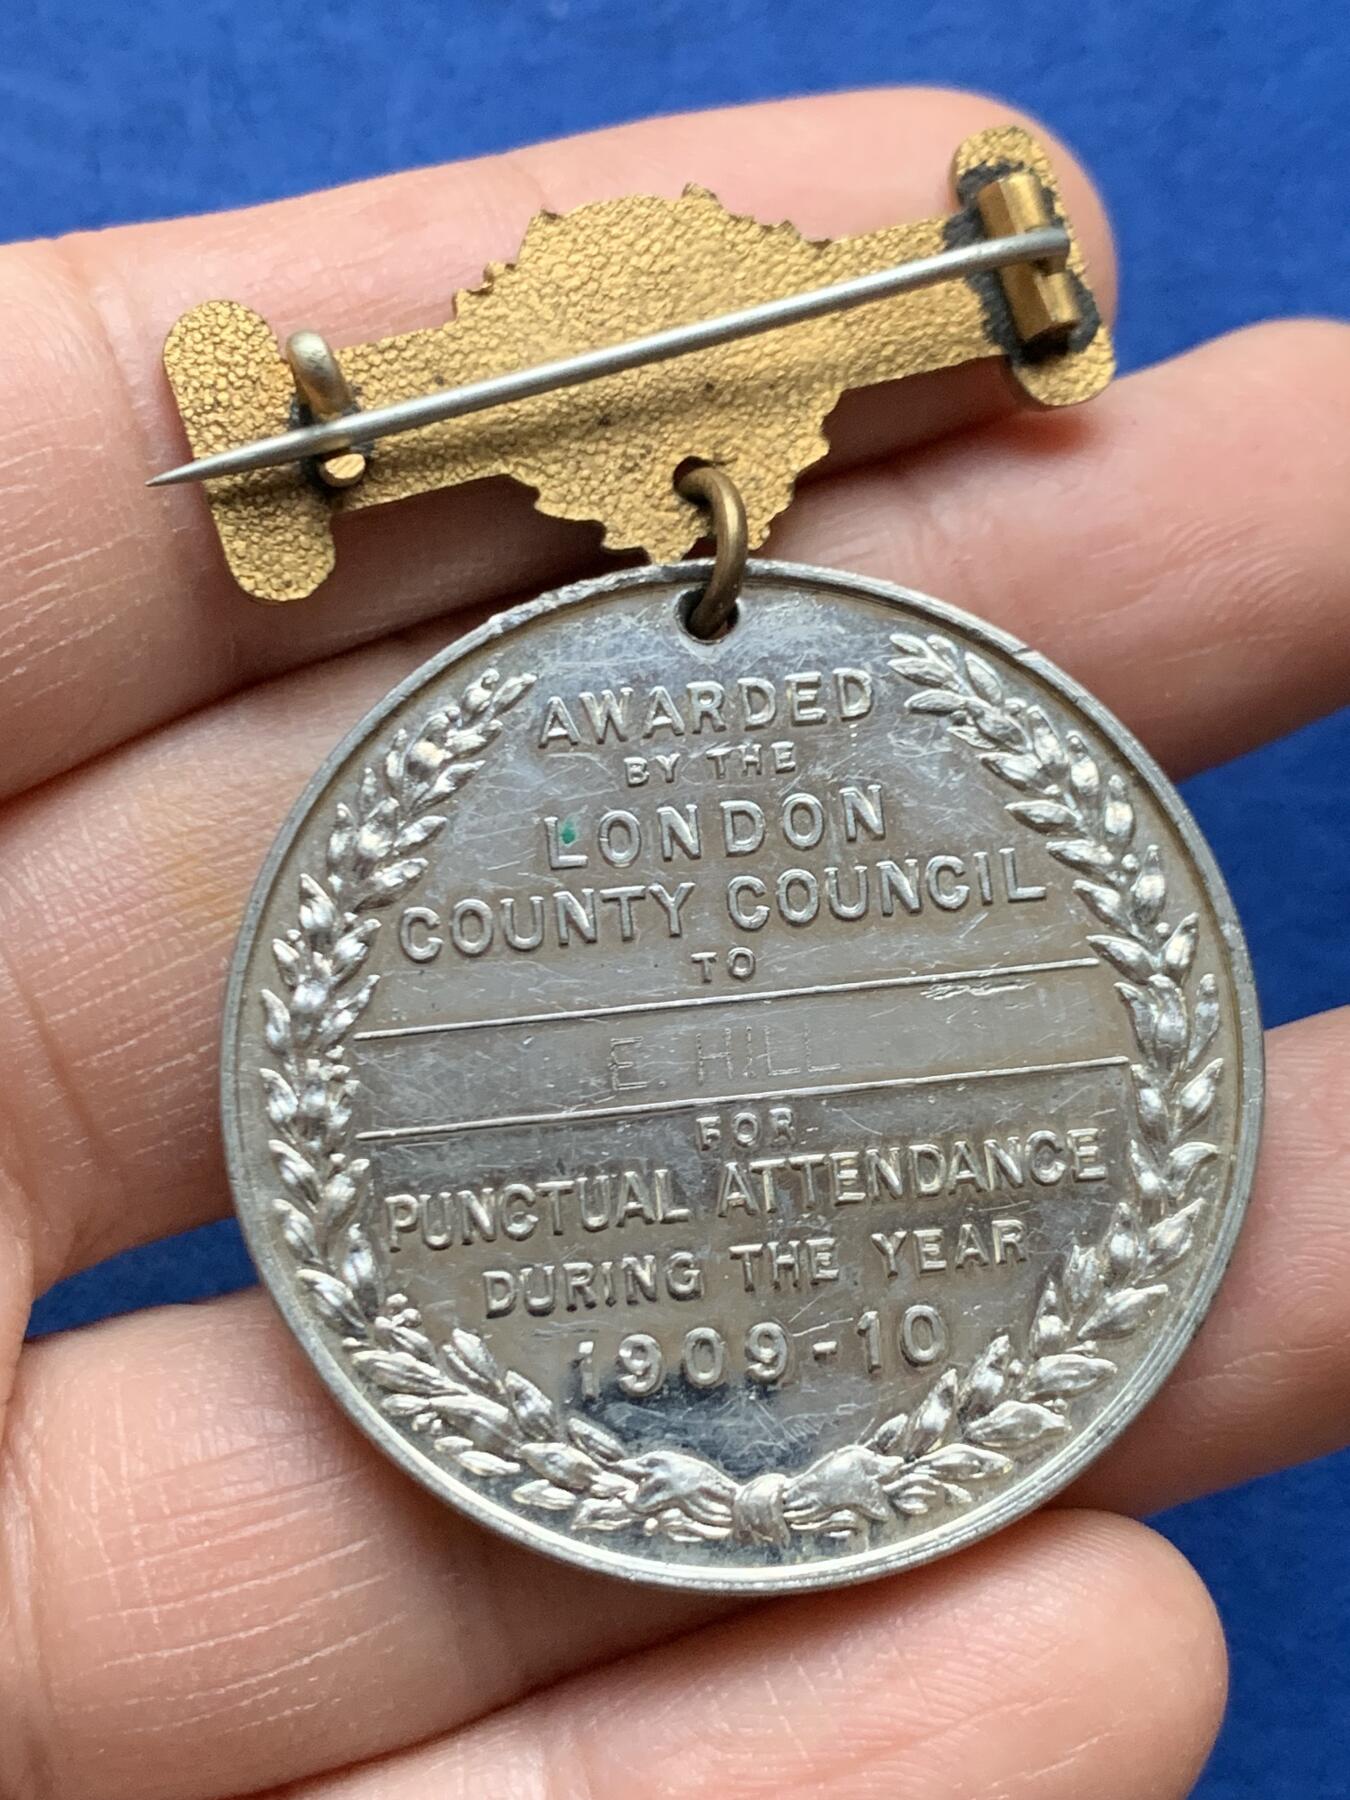 AWARDED
BY THE
LONDON
COUNTY COUNCIL
TO
E. HILL
FOR
PUNCTUAL ATTENDANCE
DURING THE YEAR
1909-10